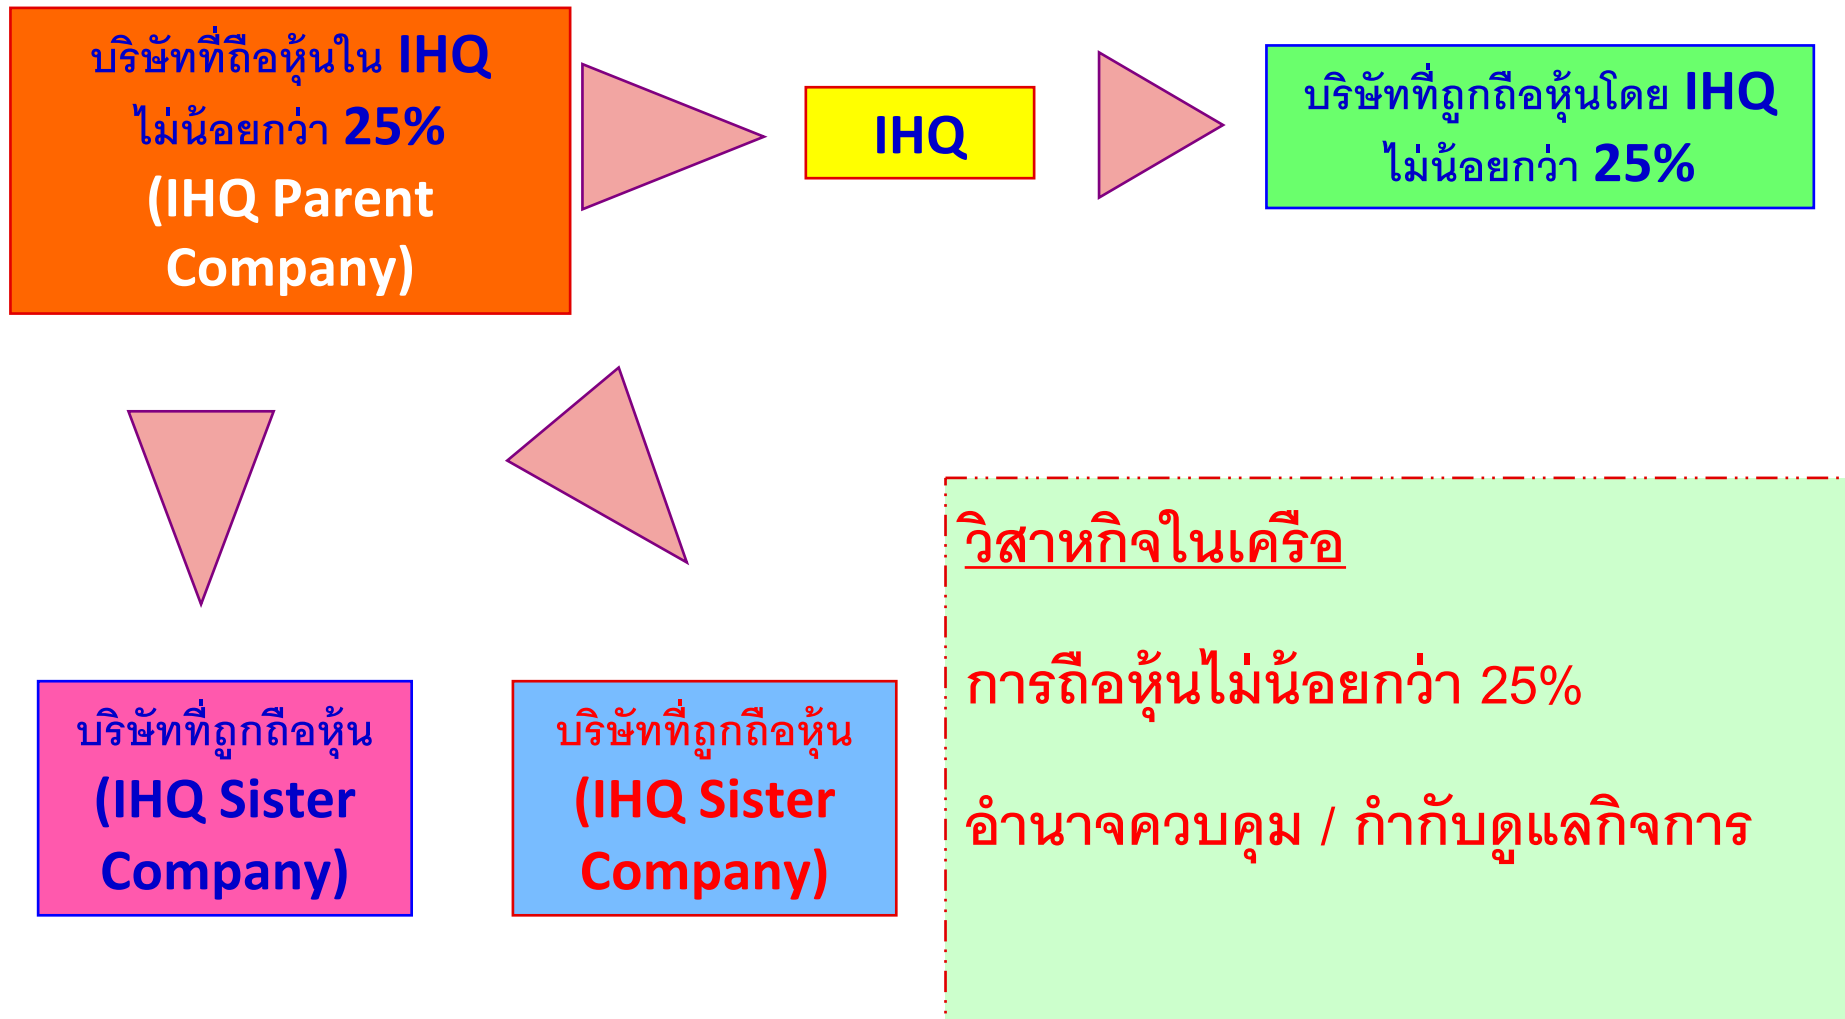 บริษัทที่ถือหุ้นใน IHQ
ไม่น้อยกว่า 25%
(IHQ Parent
Company)
IHQ
บริษัทที่ถูกถือหุ้นโดย IHQ
ไม่น้อยกว่า 25%
บริษัทที่ถูกถือหุ้น
(IHQ Sister
Company)
บริษัทที่ถูกถือหุ้น
(IHQ Sister
Company)
วิสาหกิจในเครือ
การถือหุ้นไม่น้อยกว่า 25%
อำนาจควบคุม / กำกับดูแลกิจการ